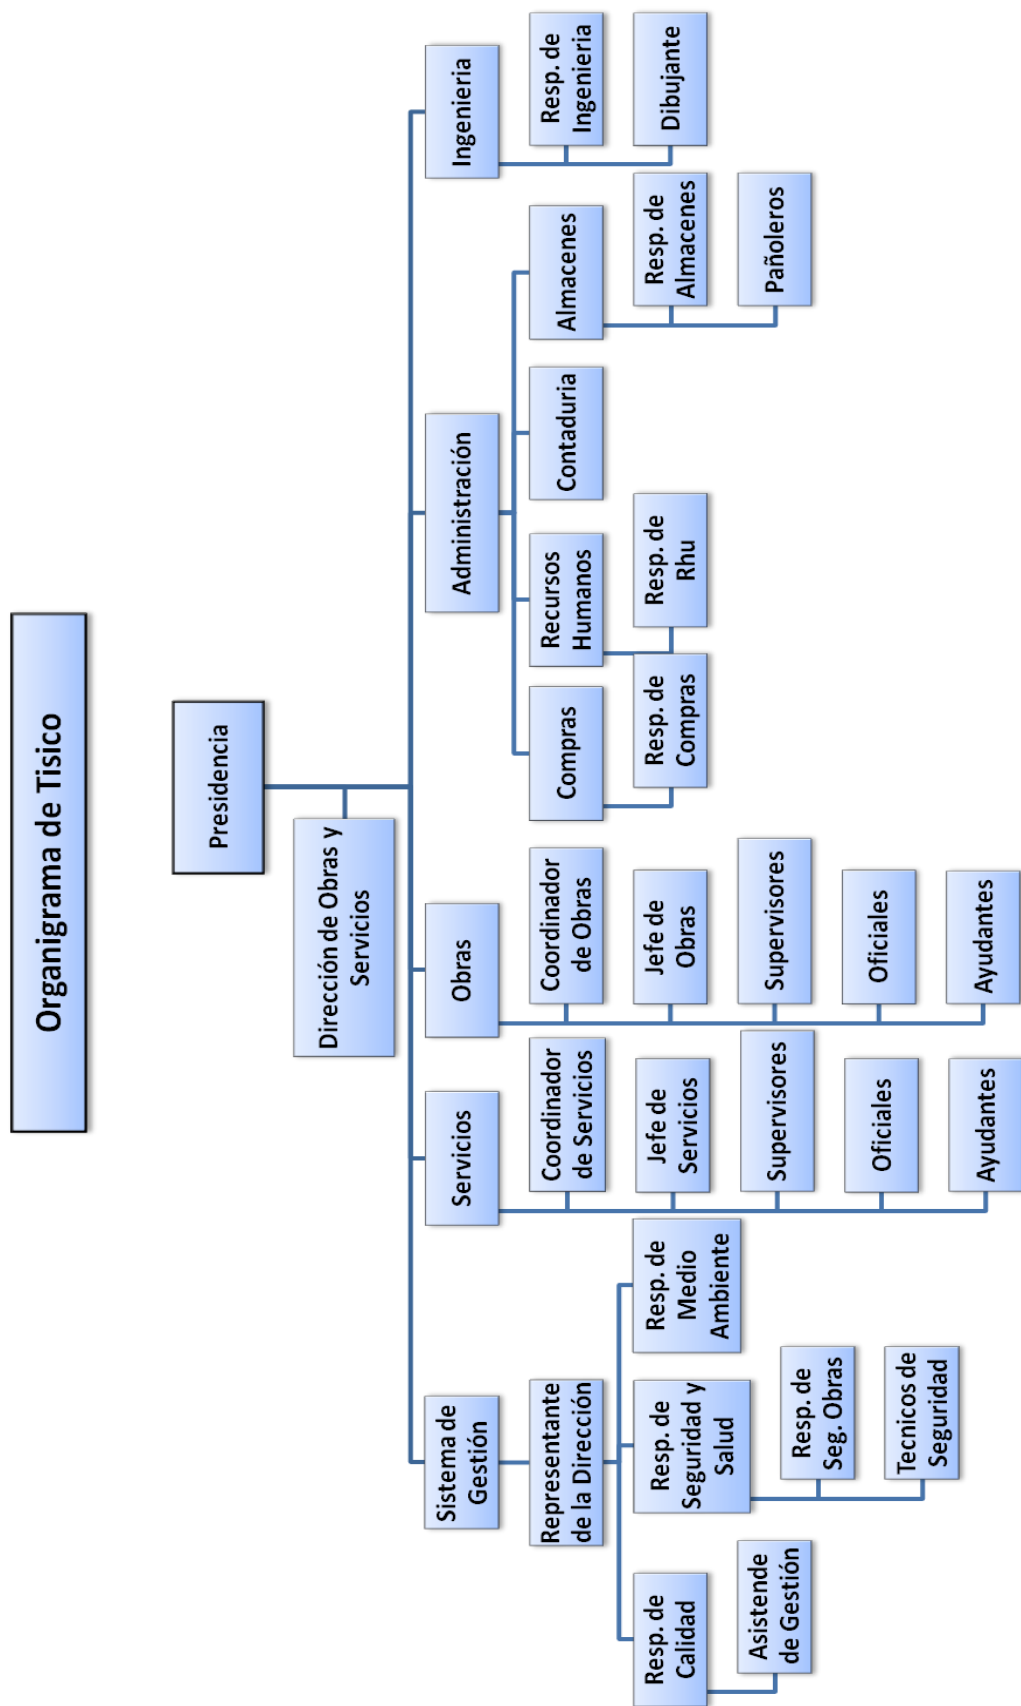 Organigrama de Tisico
Presidencia
Dirección de Obras y
Servicios
Sistema de
Gestión
Servicios
Obras
Administración
Ingenieria
Representante
de la Dirección
Coordinador
de Servicios
Coordinador
de Obras
Compras
Recursos
Humanos
Contaduria
Almacenes
Resp. de
Ingenieria
Resp. de
Calidad
Resp. de
Seguridad y
Salud
Resp. de
Medio
Ambiente
Jefe de
Servicios
Jefe de
Obras
Resp. de
Compras
Resp. de
Rhu
Resp. de
Almacenes
Dibujante
Asistende
de Gestión
Resp. de
Seg. Obras
Supervisores
Supervisores
Pañoleros
Tecnicos de
Seguridad
Oficiales
Oficiales
Ayudantes
Ayudantes